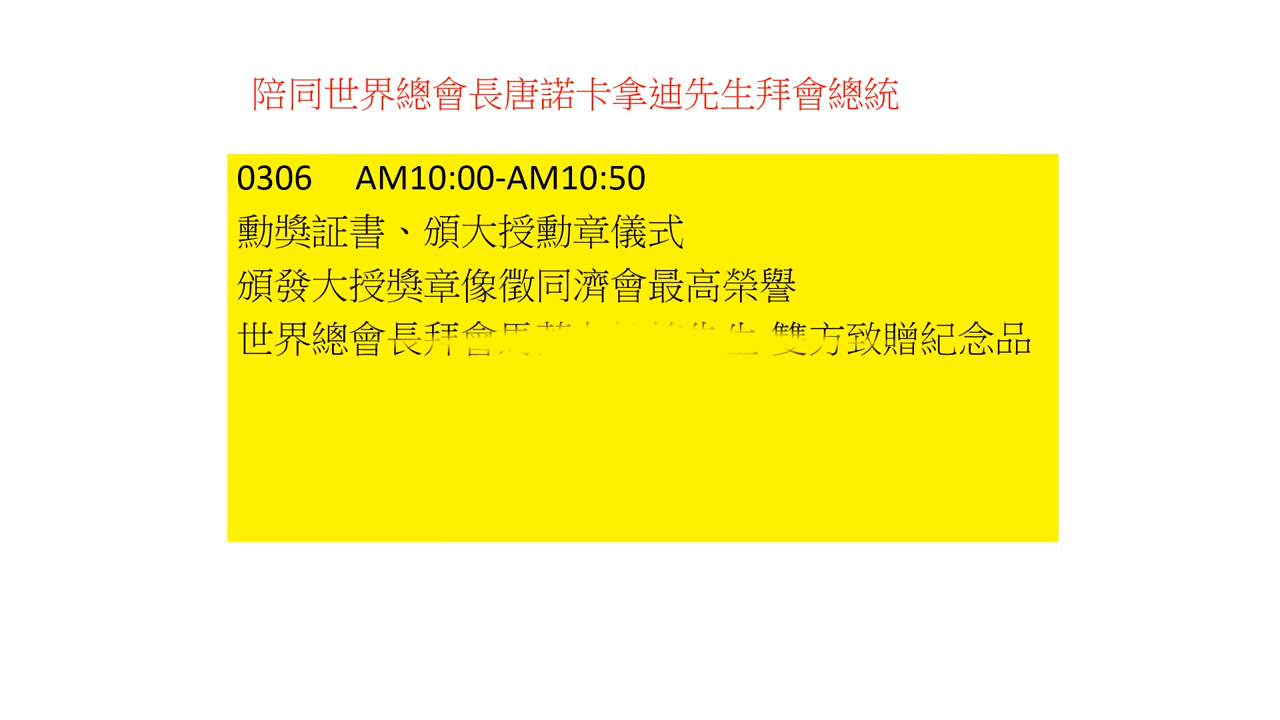 陪同世界總會長唐諾卡拿迪先生拜會總統
0306 AM10:00-AM10:50
勳獎証書、頒大授勳章儀式
頒發大授獎章像徵同濟會最高榮譽
世界總會長拜會 雙方致贈紀念品